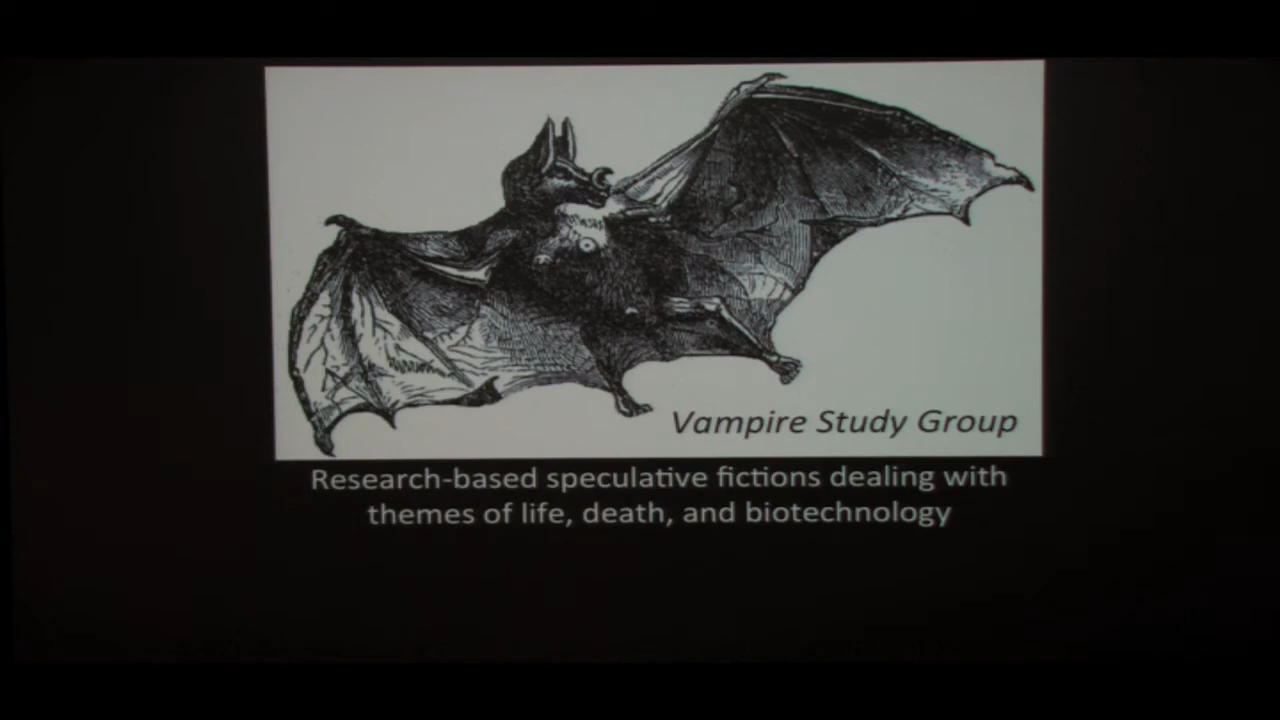 Vampire Study Group
Research-based speculative fictions dealing with
themes of life, death, and biotechnology